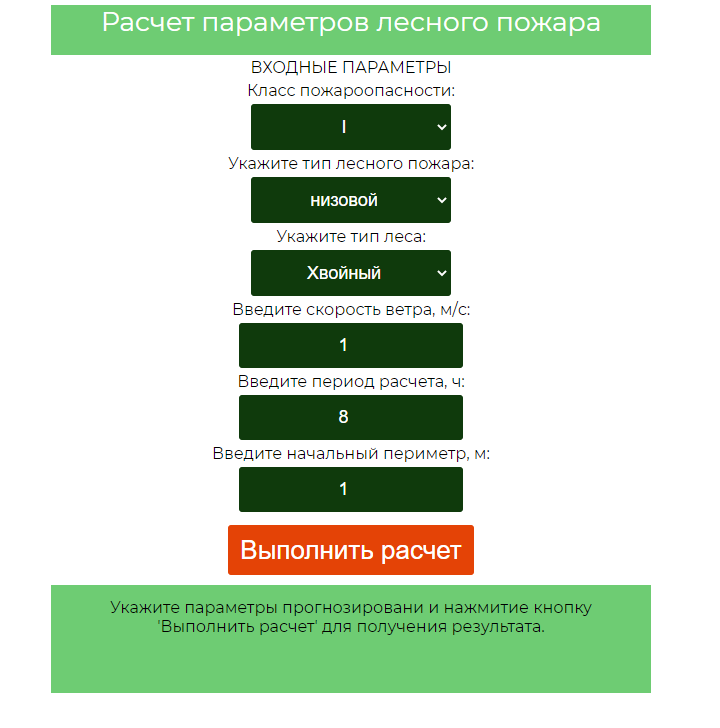 Расчет параметров лесного пожара
ВХОДНЫЕ ПАРАМЕТРЫ
Класс пожароопасности:
I
Укажите тип лесного пожара:
низовой
Укажите тип леса:
Хвойный
Введите скорость ветра, м/с:
1
Введите период расчета, ч:
8
Введите начальный периметр, м:
1
Выполнить расчет
Укажите параметры прогнозировани и нажмитие кнопку
'Выполнить расчет' для получения результата.